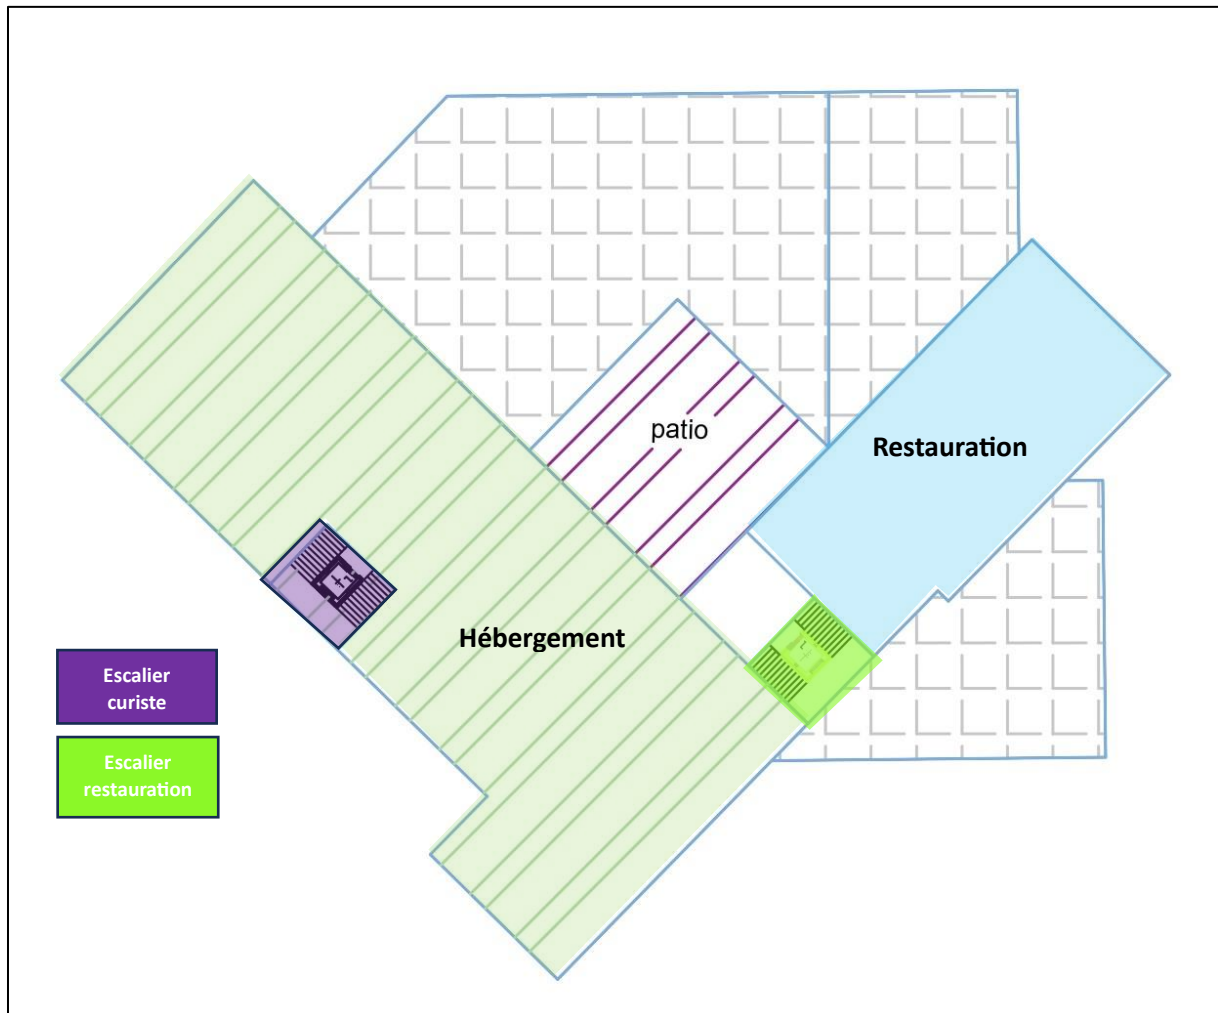 patio
Restauration
Hébergement
Escalier
curiste
Escalier
restauration